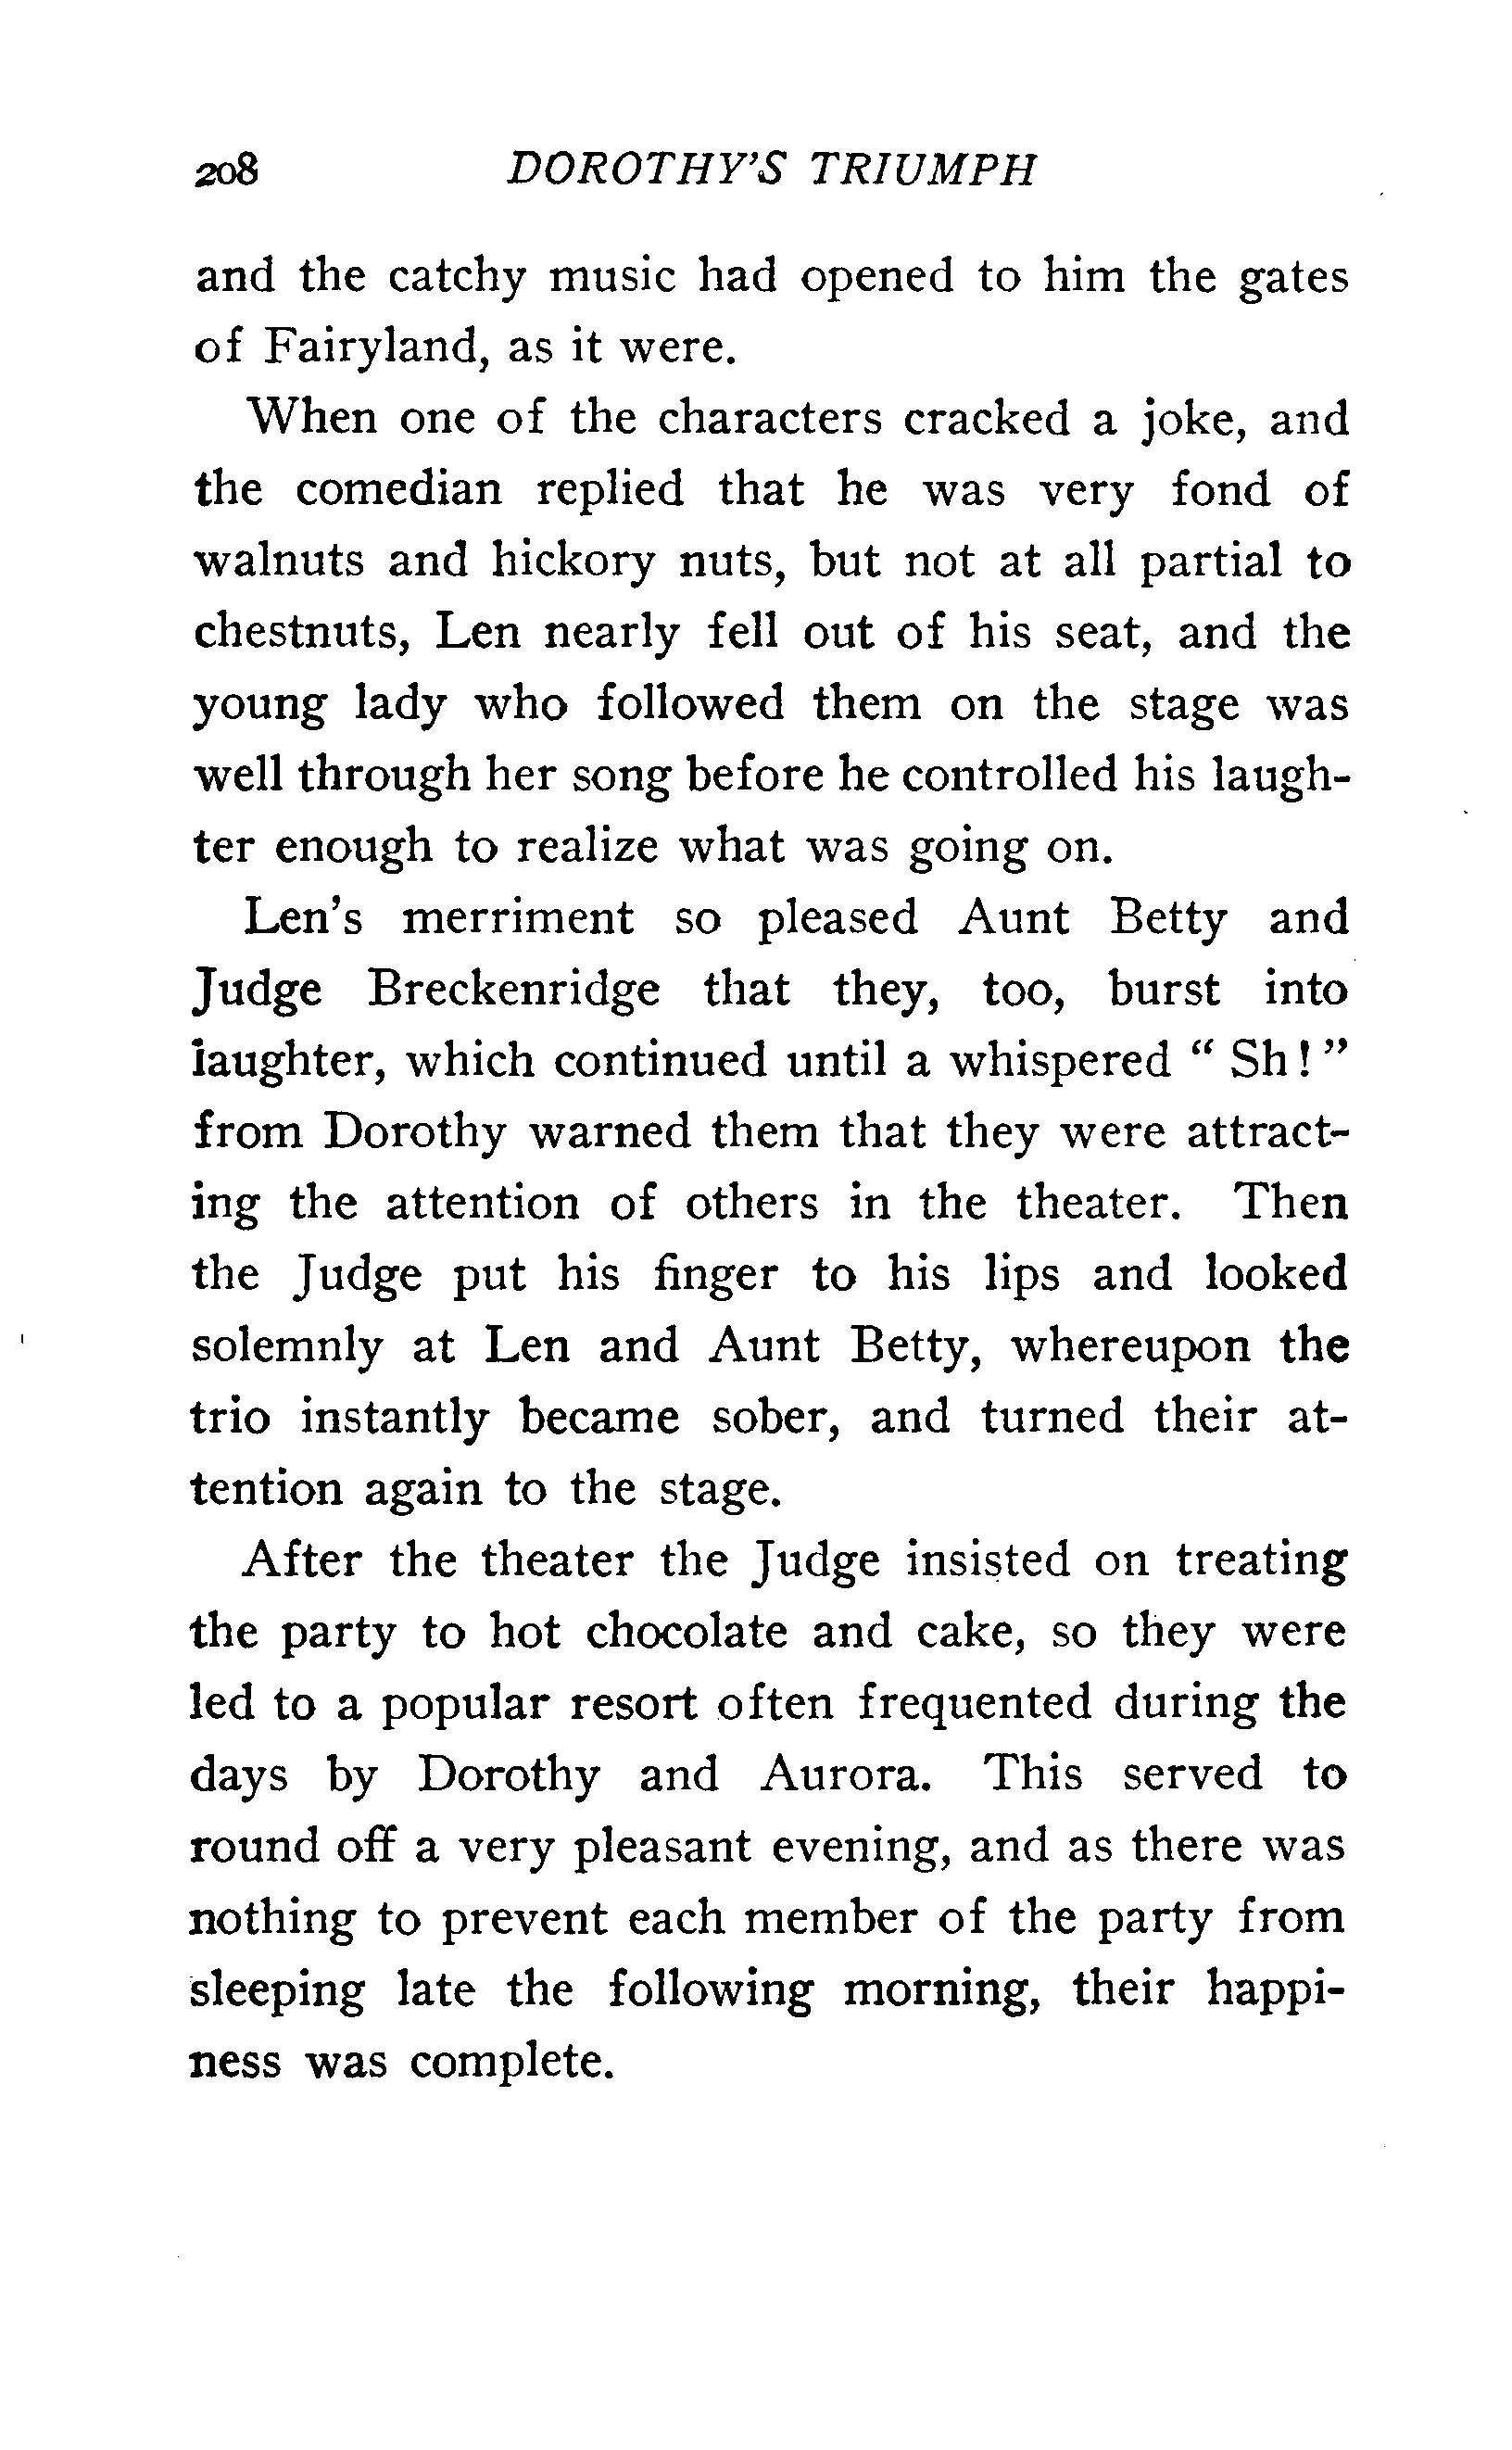 208 DOROTHY'S TRIUMPH
and the catchy music had opened to him the gates
of Fairyland, as it were.
When one of the characters cracked a joke, and
the comedian replied that he was very fond of
walnuts and hickory nuts, but not at all partial to
chestnuts, Len nearly fell out of his seat, and the
young lady who followed them on the stage was
well through her song before he controlled his laugh-
ter enough to realize what was going on.
Len's merriment so pleased Aunt Betty and
Judge Breckenridge that they, too, burst into
laughter, which continued until a whispered “ Sh ! ”
from Dorothy warned them that they were attract-
ing the attention of others in the theater. Then
the Judge put his finger to his lips and looked
solemnly at Len and Aunt Betty, whereupon the
trio instantly became sober, and turned their at-
tention again to the stage.
After the theater the Judge insisted on treating
the party to hot chocolate and cake, so they were
led to a popular resort often frequented during the
days by Dorothy and Aurora. This served to
round off a very pleasant evening, and as there was
nothing to prevent each member of the party from
sleeping late the following morning, their happi-
ness was complete.